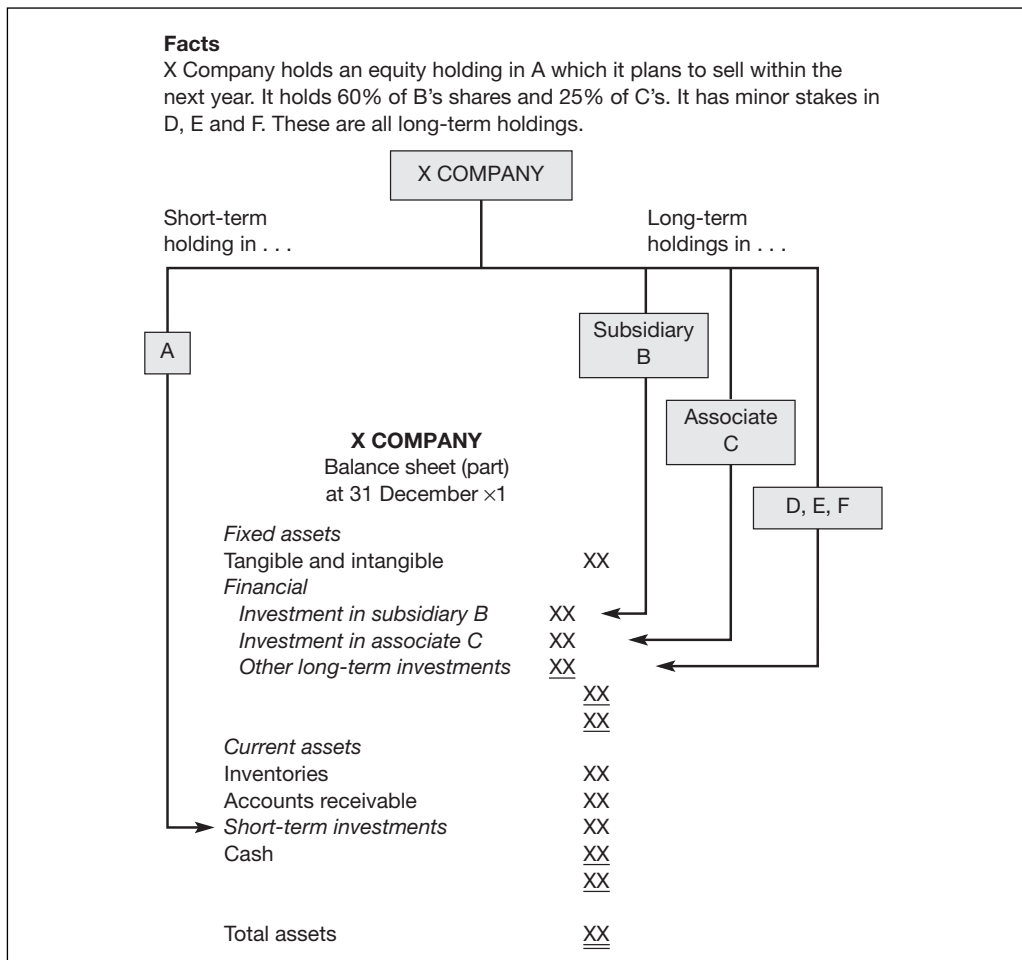 Facts
X Company holds an equity holding in A which it plans to sell within the
next year. It holds 60% of B’s shares and 25% of C’s. It has minor stakes in
D, E and F. These are all long-term holdings.
X COMPANY
Short-term
holding in . . .
Long-term
holdings in . . .
A
Subsidiary
B
Associate
C
D, E, F
X COMPANY
Balance sheet (part)
at 31 December ×1
Fixed assets
Tangible and intangible XX
Financial
Investment in subsidiary B XX
Investment in associate C XX
Other long-term investments XX
XX
XX
Current assets
Inventories XX
Accounts receivable XX
Short-term investments XX
Cash XX
XX
Total assets XX